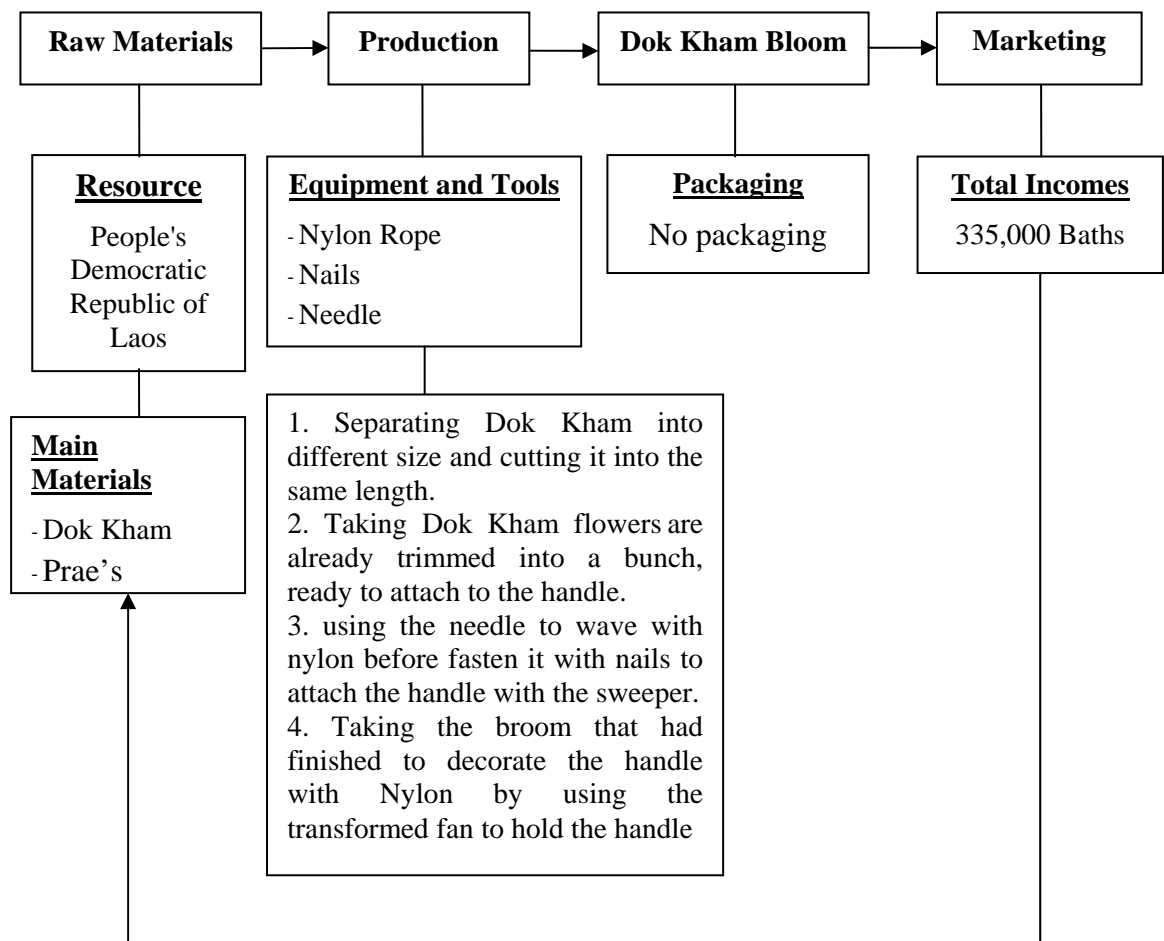 Raw Materials
Production
Dok Kham Bloom
Marketing
Resource
People's
Democratic
Republic of
Laos
Equipment and Tools
- Nylon Rope
- Nails
- Needle
Packaging
No packaging
Total Incomes
335,000 Baths
Main
Materials
- Dok Kham
- Prae’s
1. Separating Dok Kham into
different size and cutting it into the
same length.
2. Taking Dok Kham flowers are
already trimmed into a bunch,
ready to attach to the handle.
3. using the needle to wave with
nylon before fasten it with nails to
attach the handle with the sweeper.
4. Taking the broom that had
finished to decorate the handle
with Nylon by using the
transformed fan to hold the handle